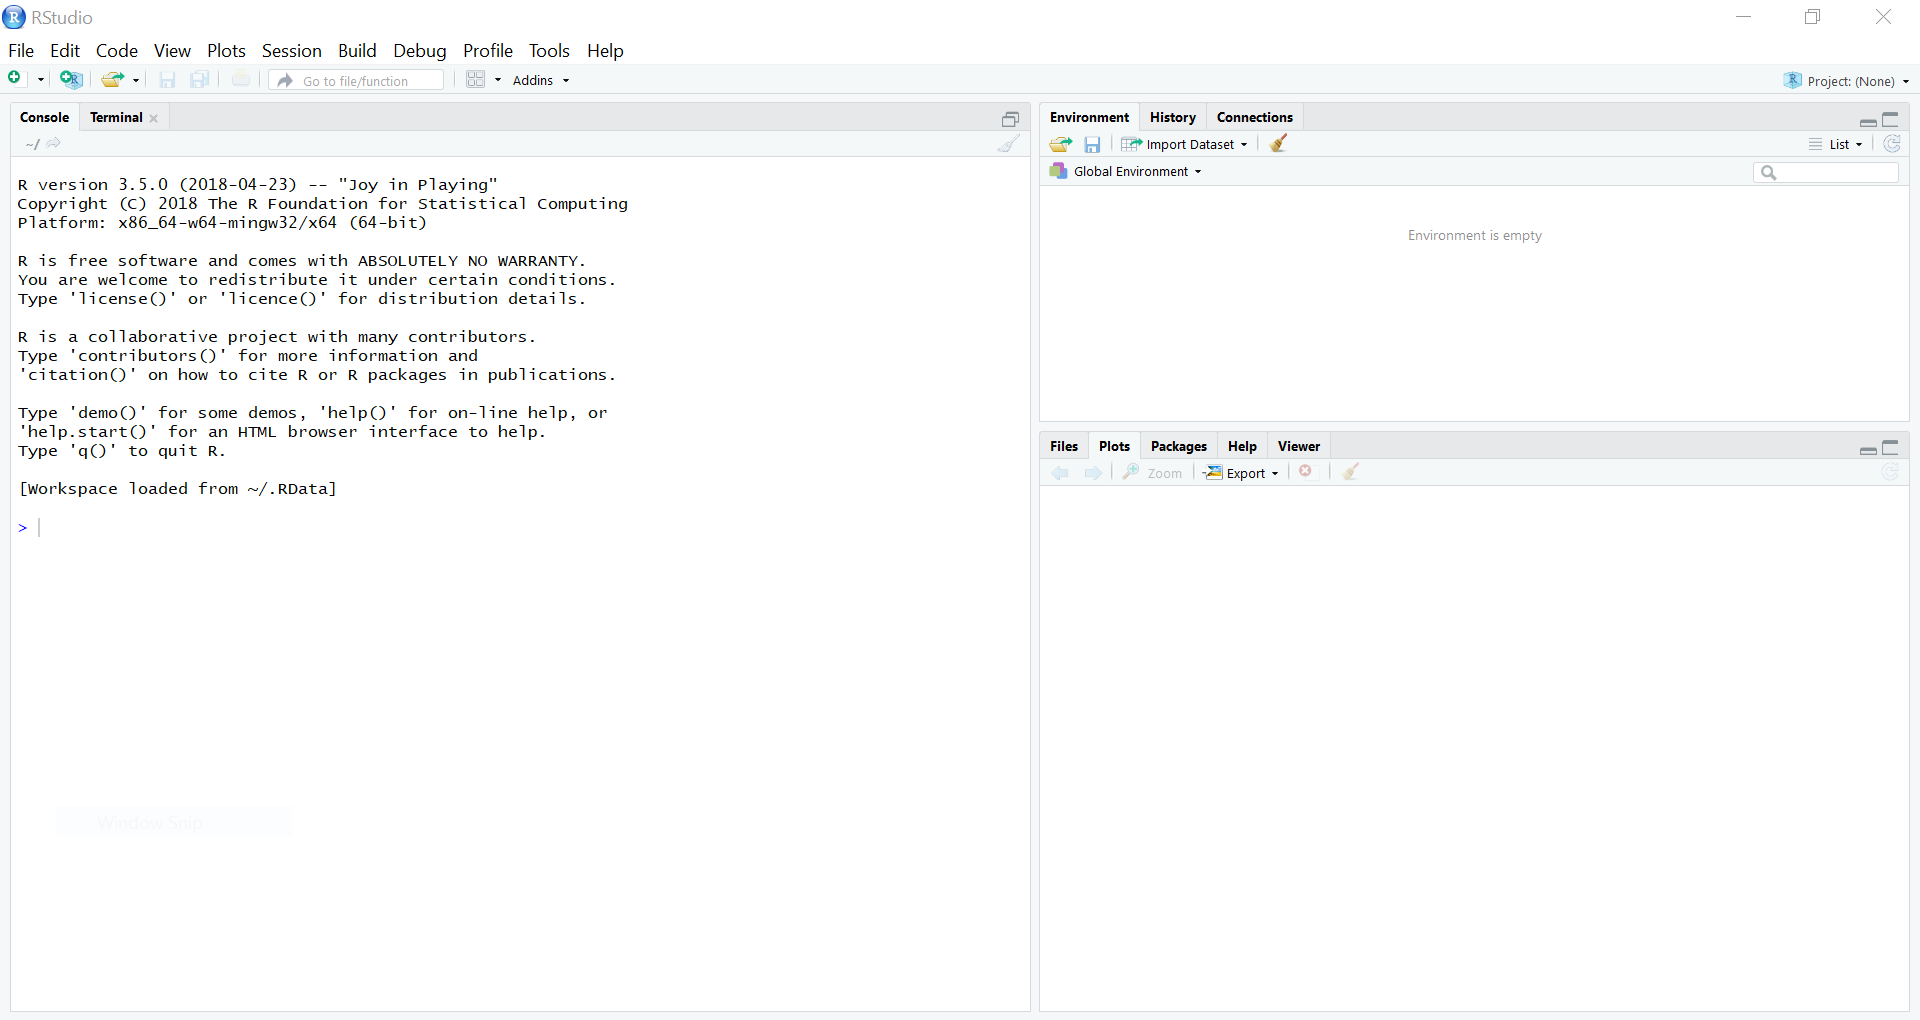 RStudio
File Edit Code View Plots Session Build Debug Profile Tools Help
Go to file/function Addins Project: (None)
Console Terminal
~/
R version 3.5.0 (2018-04-23) -- "Joy in Playing"
Copyright (C) 2018 The R Foundation for Statistical Computing
Platform: x86_64-w64-mingw32/x64 (64-bit)
R is free software and comes with ABSOLUTELY NO WARRANTY.
You are welcome to redistribute it under certain conditions.
Type 'license()' or 'licence()' for distribution details.
R is a collaborative project with many contributors.
Type 'contributors()' for more information and
'citation()' on how to cite R or R packages in publications.
Type 'demo()' for some demos, 'help()' for on-line help, or
'help.start()' for an HTML browser interface to help.
Type 'q()' to quit R.
[Workspace loaded from ~/.RData]
>
Window Snip
Environment History Connections
Import Dataset List
Global Environment
Environment is empty
Files Plots Packages Help Viewer
Zoom Export